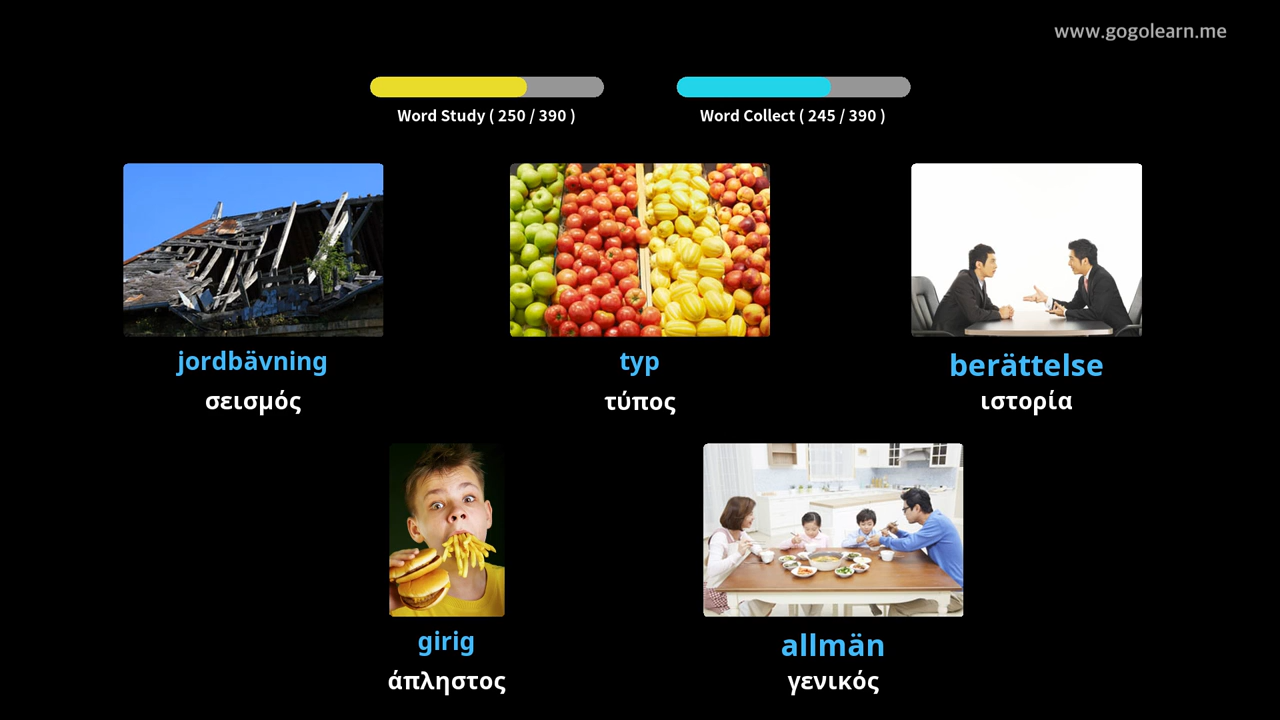 www.gogolearn.me
Word Study ( 250 / 390 )
Word Collect ( 245 / 390 )
jordbävning
typ
berättelse
σεισμός
τύπος
ιστορία
girig
allmän
άπληστος
γενικός